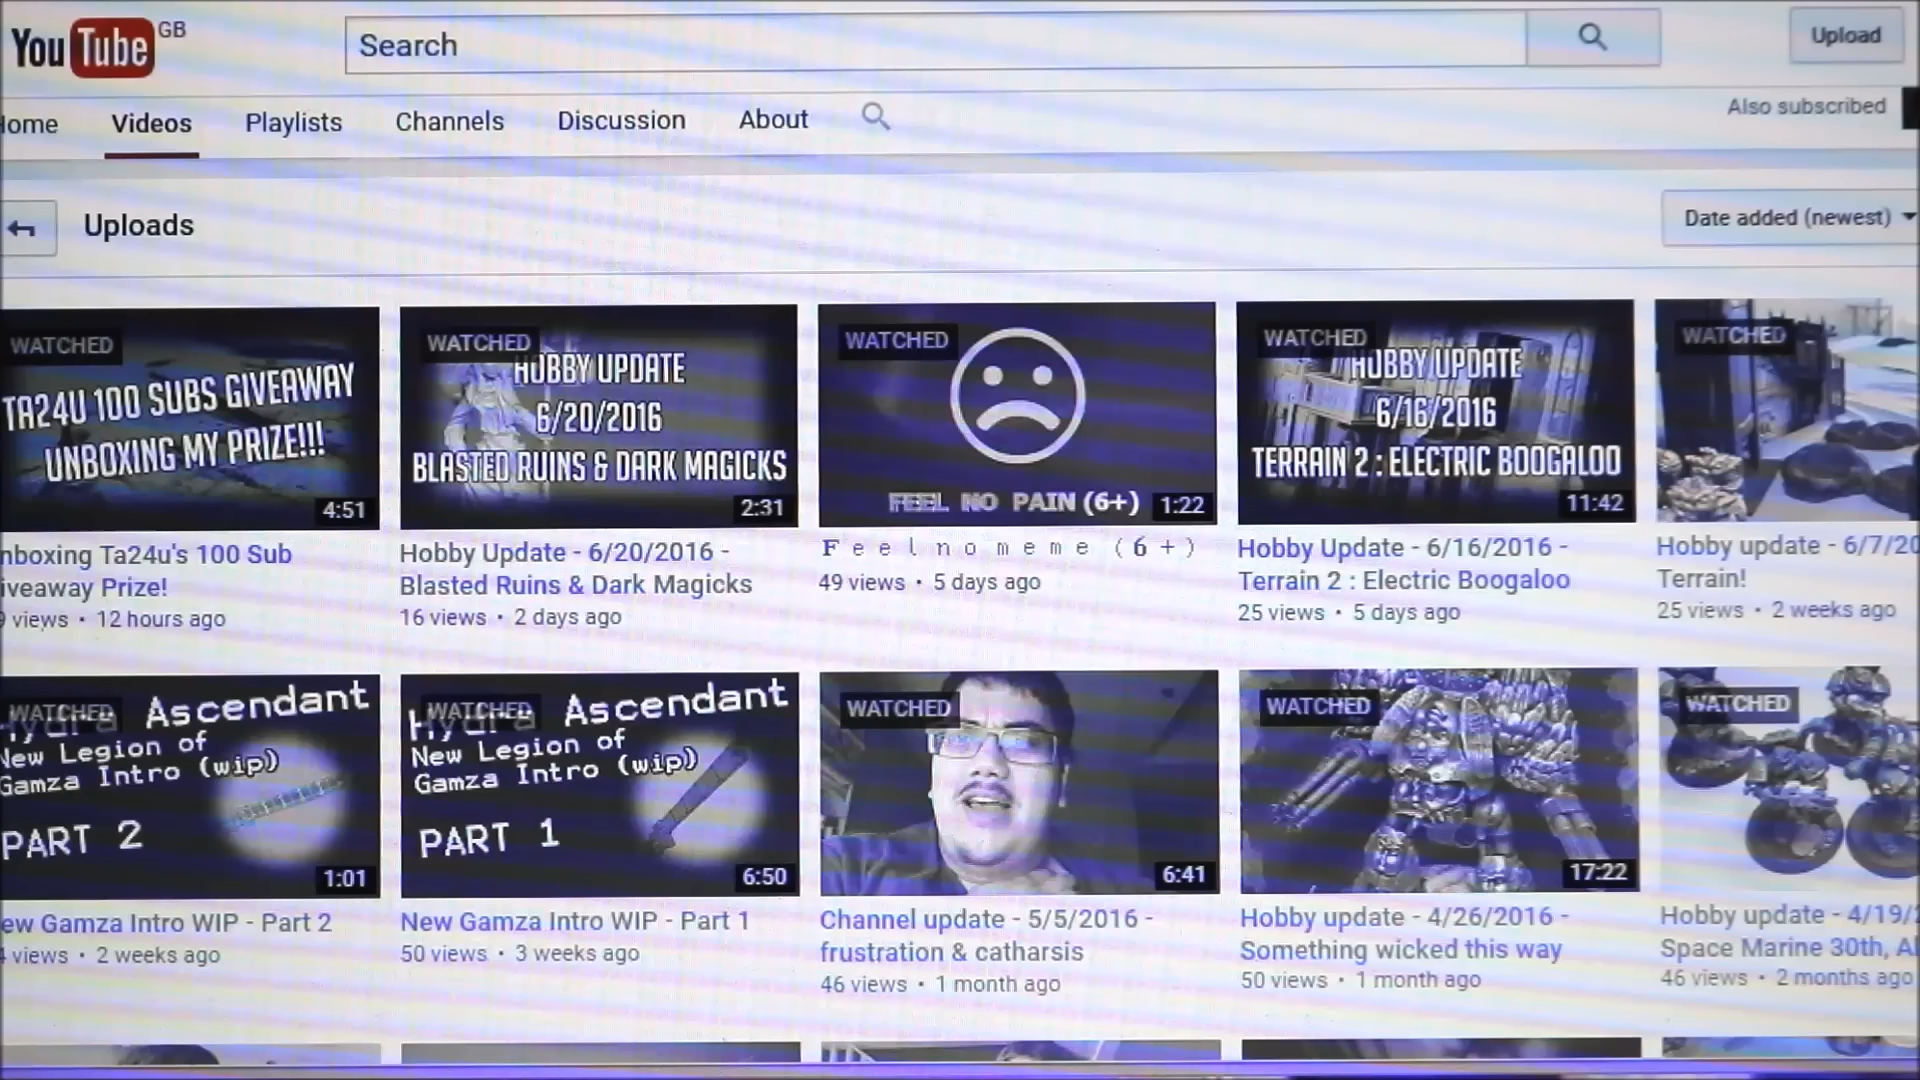 YouTube GB
Search
Upload
Home Videos Playlists Channels Discussion About
Also subscribed
Uploads
Date added (newest)
WATCHED
TA24U 100 SUBS GIVEAWAY
UNBOXING MY PRIZE!!!
4:51
nboxing Ta24u's 100 Sub
iveaway Prize!
views • 12 hours ago
WATCHED
HOBBY UPDATE
6/20/2016
BLASTED RUINS & DARK MAGICKS
2:31
Hobby Update - 6/20/2016 -
Blasted Ruins & Dark Magicks
16 views • 2 days ago
WATCHED
FEEL NO PAIN (6+)
1:22
F e e l n o m e m e ( 6 + )
49 views • 5 days ago
WATCHED
HOBBY UPDATE
6/16/2016
TERRAIN 2 : ELECTRIC BOOGALOO
11:42
Hobby Update - 6/16/2016 -
Terrain 2 : Electric Boogaloo
25 views • 5 days ago
WATCHED
Hobby update - 6/7/20
Terrain!
25 views • 2 weeks ago
WATCHED
Hydra Ascendant
New Legion of
Gamza Intro (wip)
PART 2
1:01
ew Gamza Intro WIP - Part 2
views • 2 weeks ago
WATCHED
Hydra Ascendant
New Legion of
Gamza Intro (wip)
PART 1
6:50
New Gamza Intro WIP - Part 1
50 views • 3 weeks ago
WATCHED
6:41
Channel update - 5/5/2016 -
frustration & catharsis
46 views • 1 month ago
WATCHED
17:22
Hobby update - 4/26/2016 -
Something wicked this way
50 views • 1 month ago
WATCHED
Hobby update - 4/19/
Space Marine 30th, Al
46 views • 2 months ago